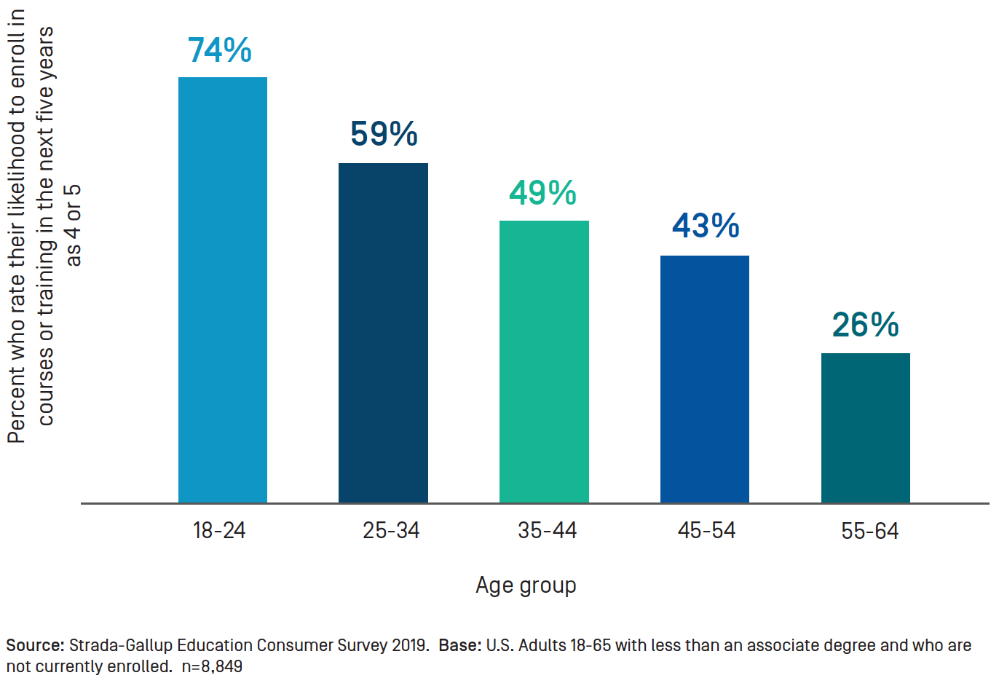 Percent who rate their likelihood to enroll in
courses or training in the next five years
as 4 or 5
74%
59%
49%
43%
26%
18-24
25-34
35-44
45-54
55-64
Age group
Source: Strada-Gallup Education Consumer Survey 2019.  Base: U.S. Adults 18-65 with less than an associate degree and who are
not currently enrolled.  n=8,849